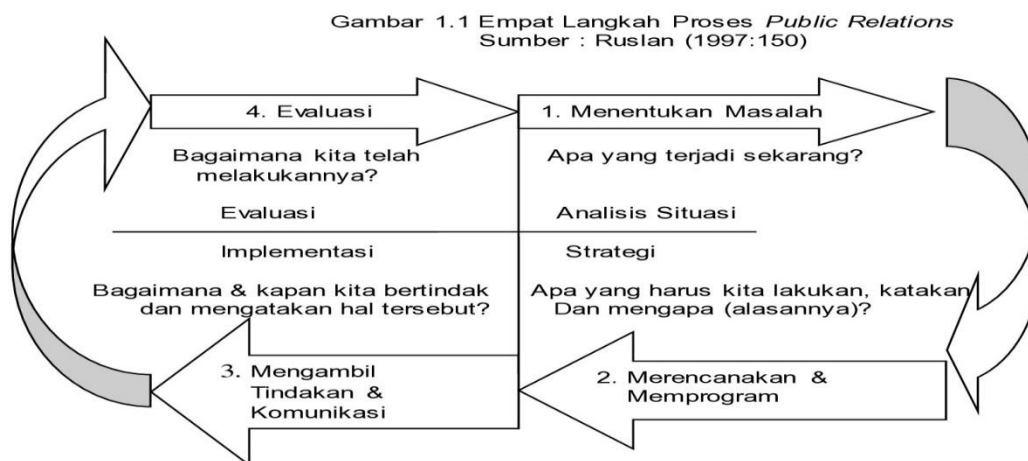 Gambar 1.1 Empat Langkah Proses Public Relations
Sumber : Ruslan (1997:150)
4. Evaluasi
1. Menentukan Masalah
Bagaimana kita telah
melakukannya?
Apa yang terjadi sekarang?
Evaluasi
Analisis Situasi
Implementasi
Strategi
Bagaimana & kapan kita bertindak
dan mengatakan hal tersebut?
Apa yang harus kita lakukan, katakan
Dan mengapa (alasannya)?
3. Mengambil
Tindakan &
Komunikasi
2. Merencanakan &
Memprogram